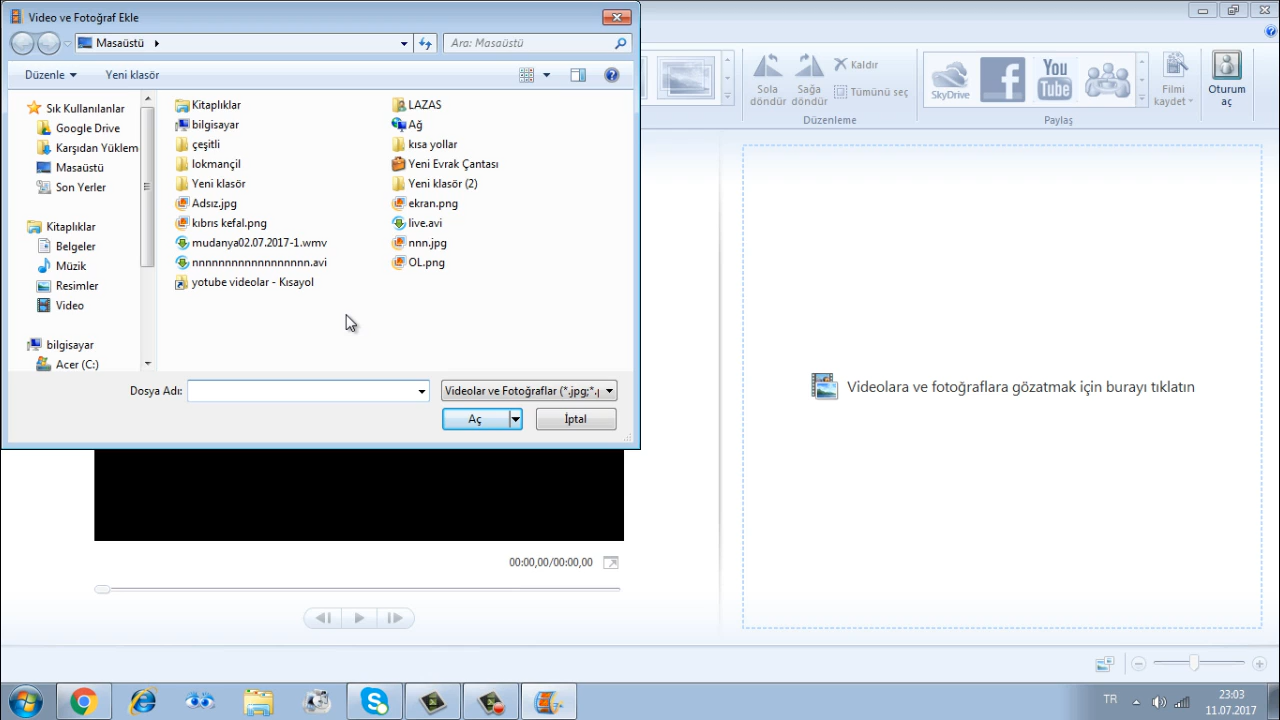 Video ve Fotoğraf Ekle
Masaüstü
Ara: Masaüstü
Düzenle
Yeni klasör
Sık Kullanılanlar
Google Drive
Karşıdan Yüklem
Masaüstü
Son Yerler
Kitaplıklar
Belgeler
Müzik
Resimler
Video
bilgisayar
Acer (C:)
Kitaplıklar
LAZAS
bilgisayar
Ağ
çeşitli
kısa yollar
lokmançil
Yeni Evrak Çantası
Yeni klasör
Yeni klasör (2)
Adsız.jpg
ekran.png
kıbrıs kefal.png
live.avi
mudanya02.07.2017-1.wmv
nnn.jpg
nnnnnnnnnnnnnnnnnn.avi
OL.png
yotube videolar - Kısayol
Dosya Adı:
Videolar ve Fotoğraflar (*.jpg;*.j
Aç
İptal
Sola döndür
Sağa döndür
Kaldır
Tümünü seç
Düzenleme
SkyDrive
You
Tube
Filmi kaydet
Paylaş
Oturum aç
Videolara ve fotoğraflara gözatmak için burayı tıklatın
00:00,00/00:00,00
TR
23:03
11.07.2017